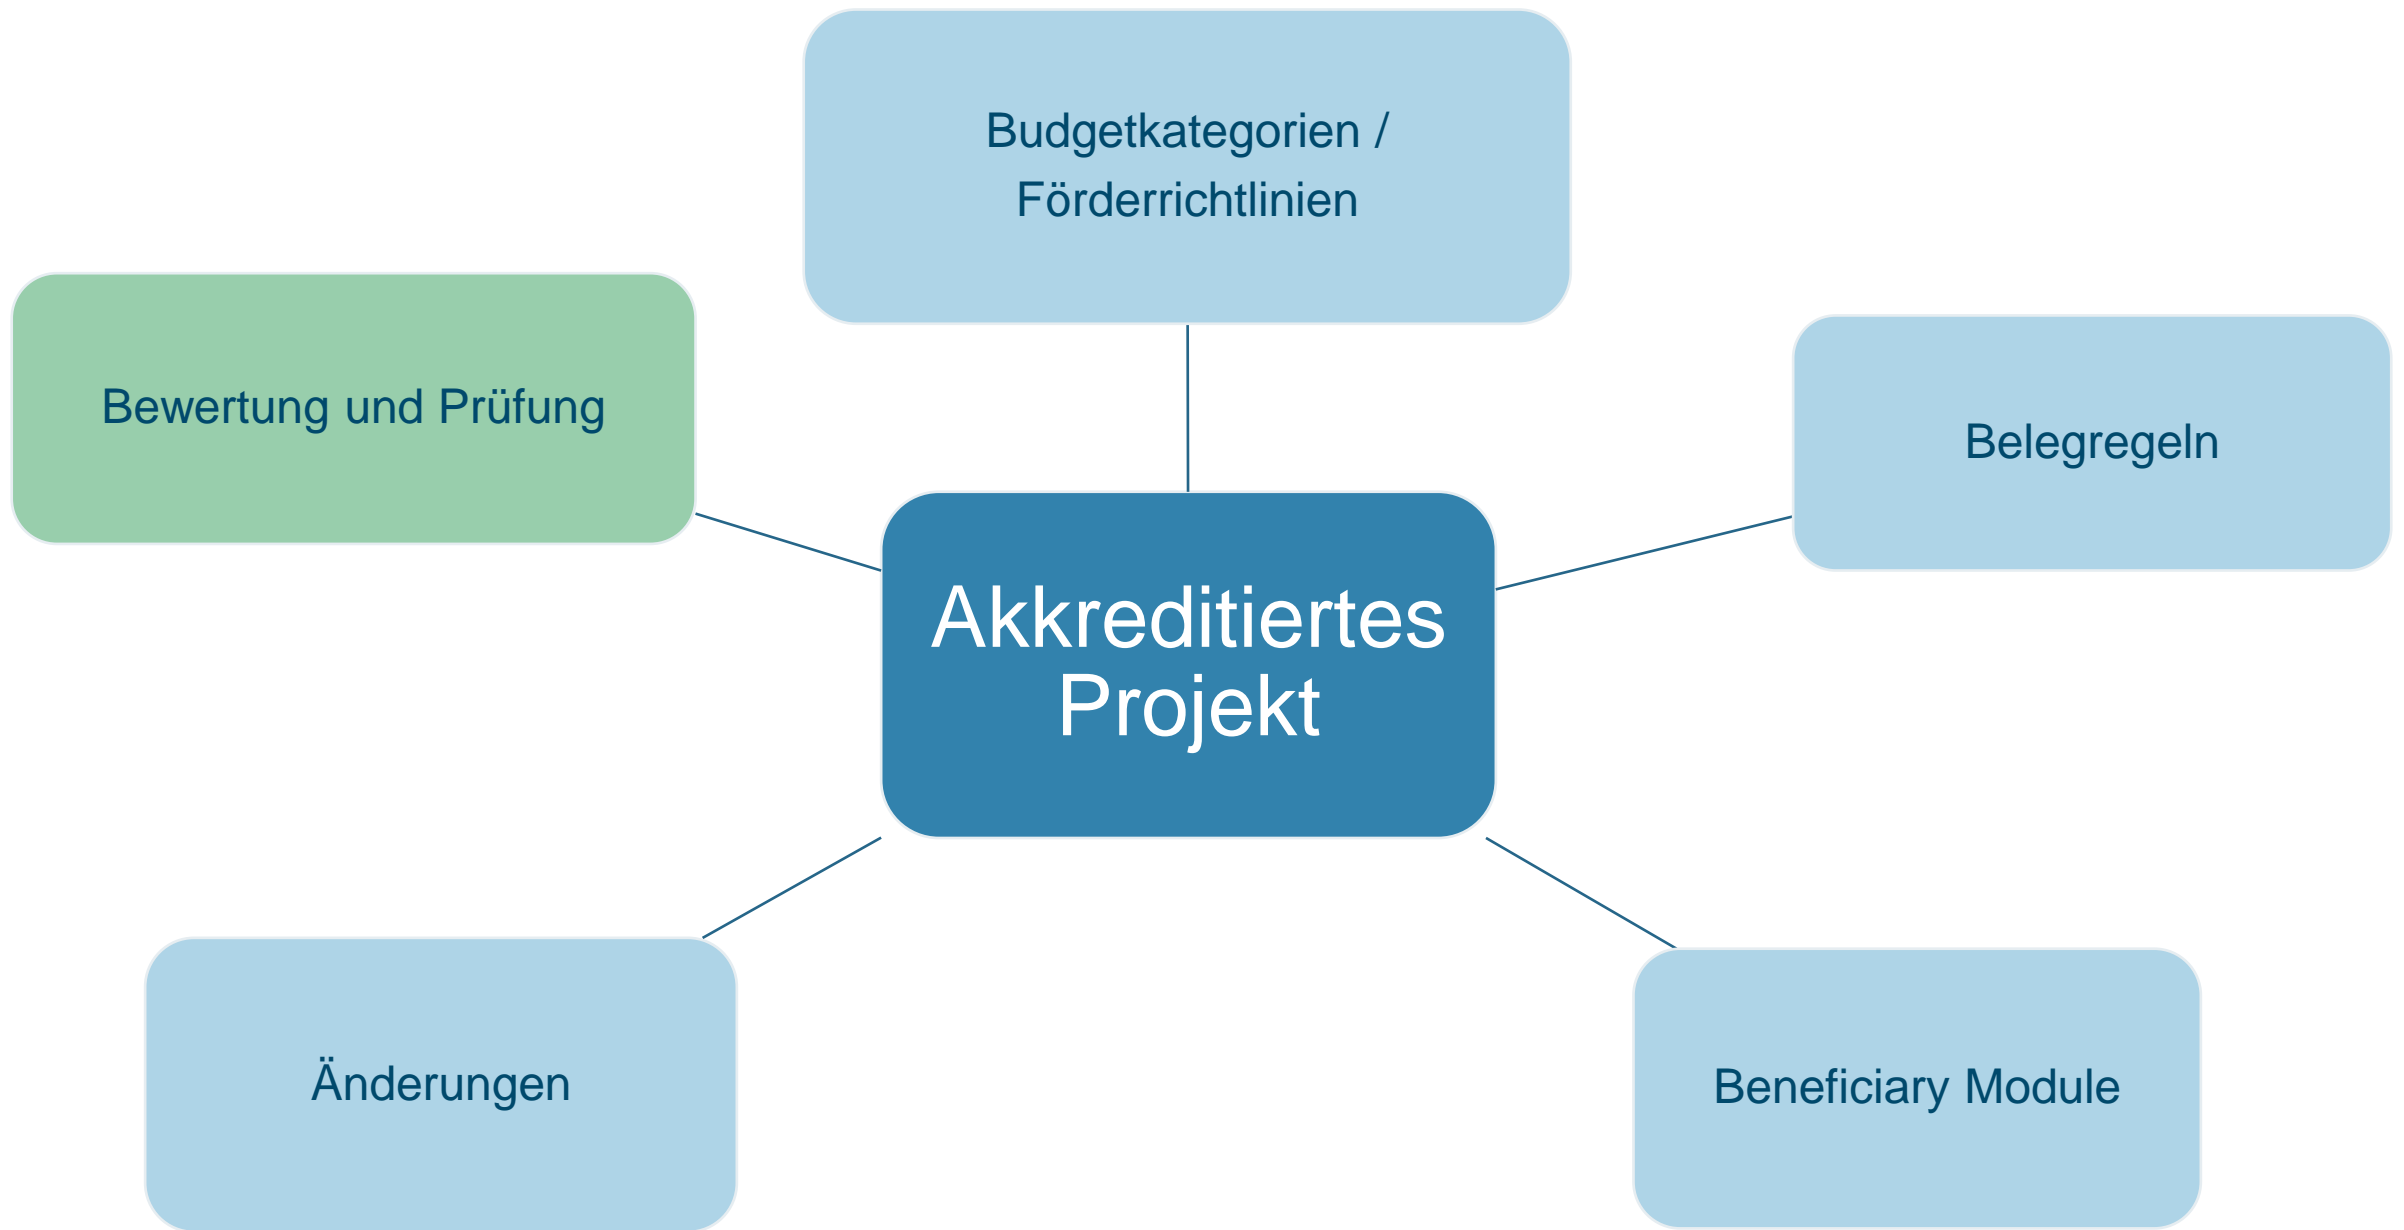 Budgetkategorien /
Förderrichtlinien
Bewertung und Prüfung
Belegregeln
Akkreditiertes
Projekt
Änderungen
Beneficiary Module